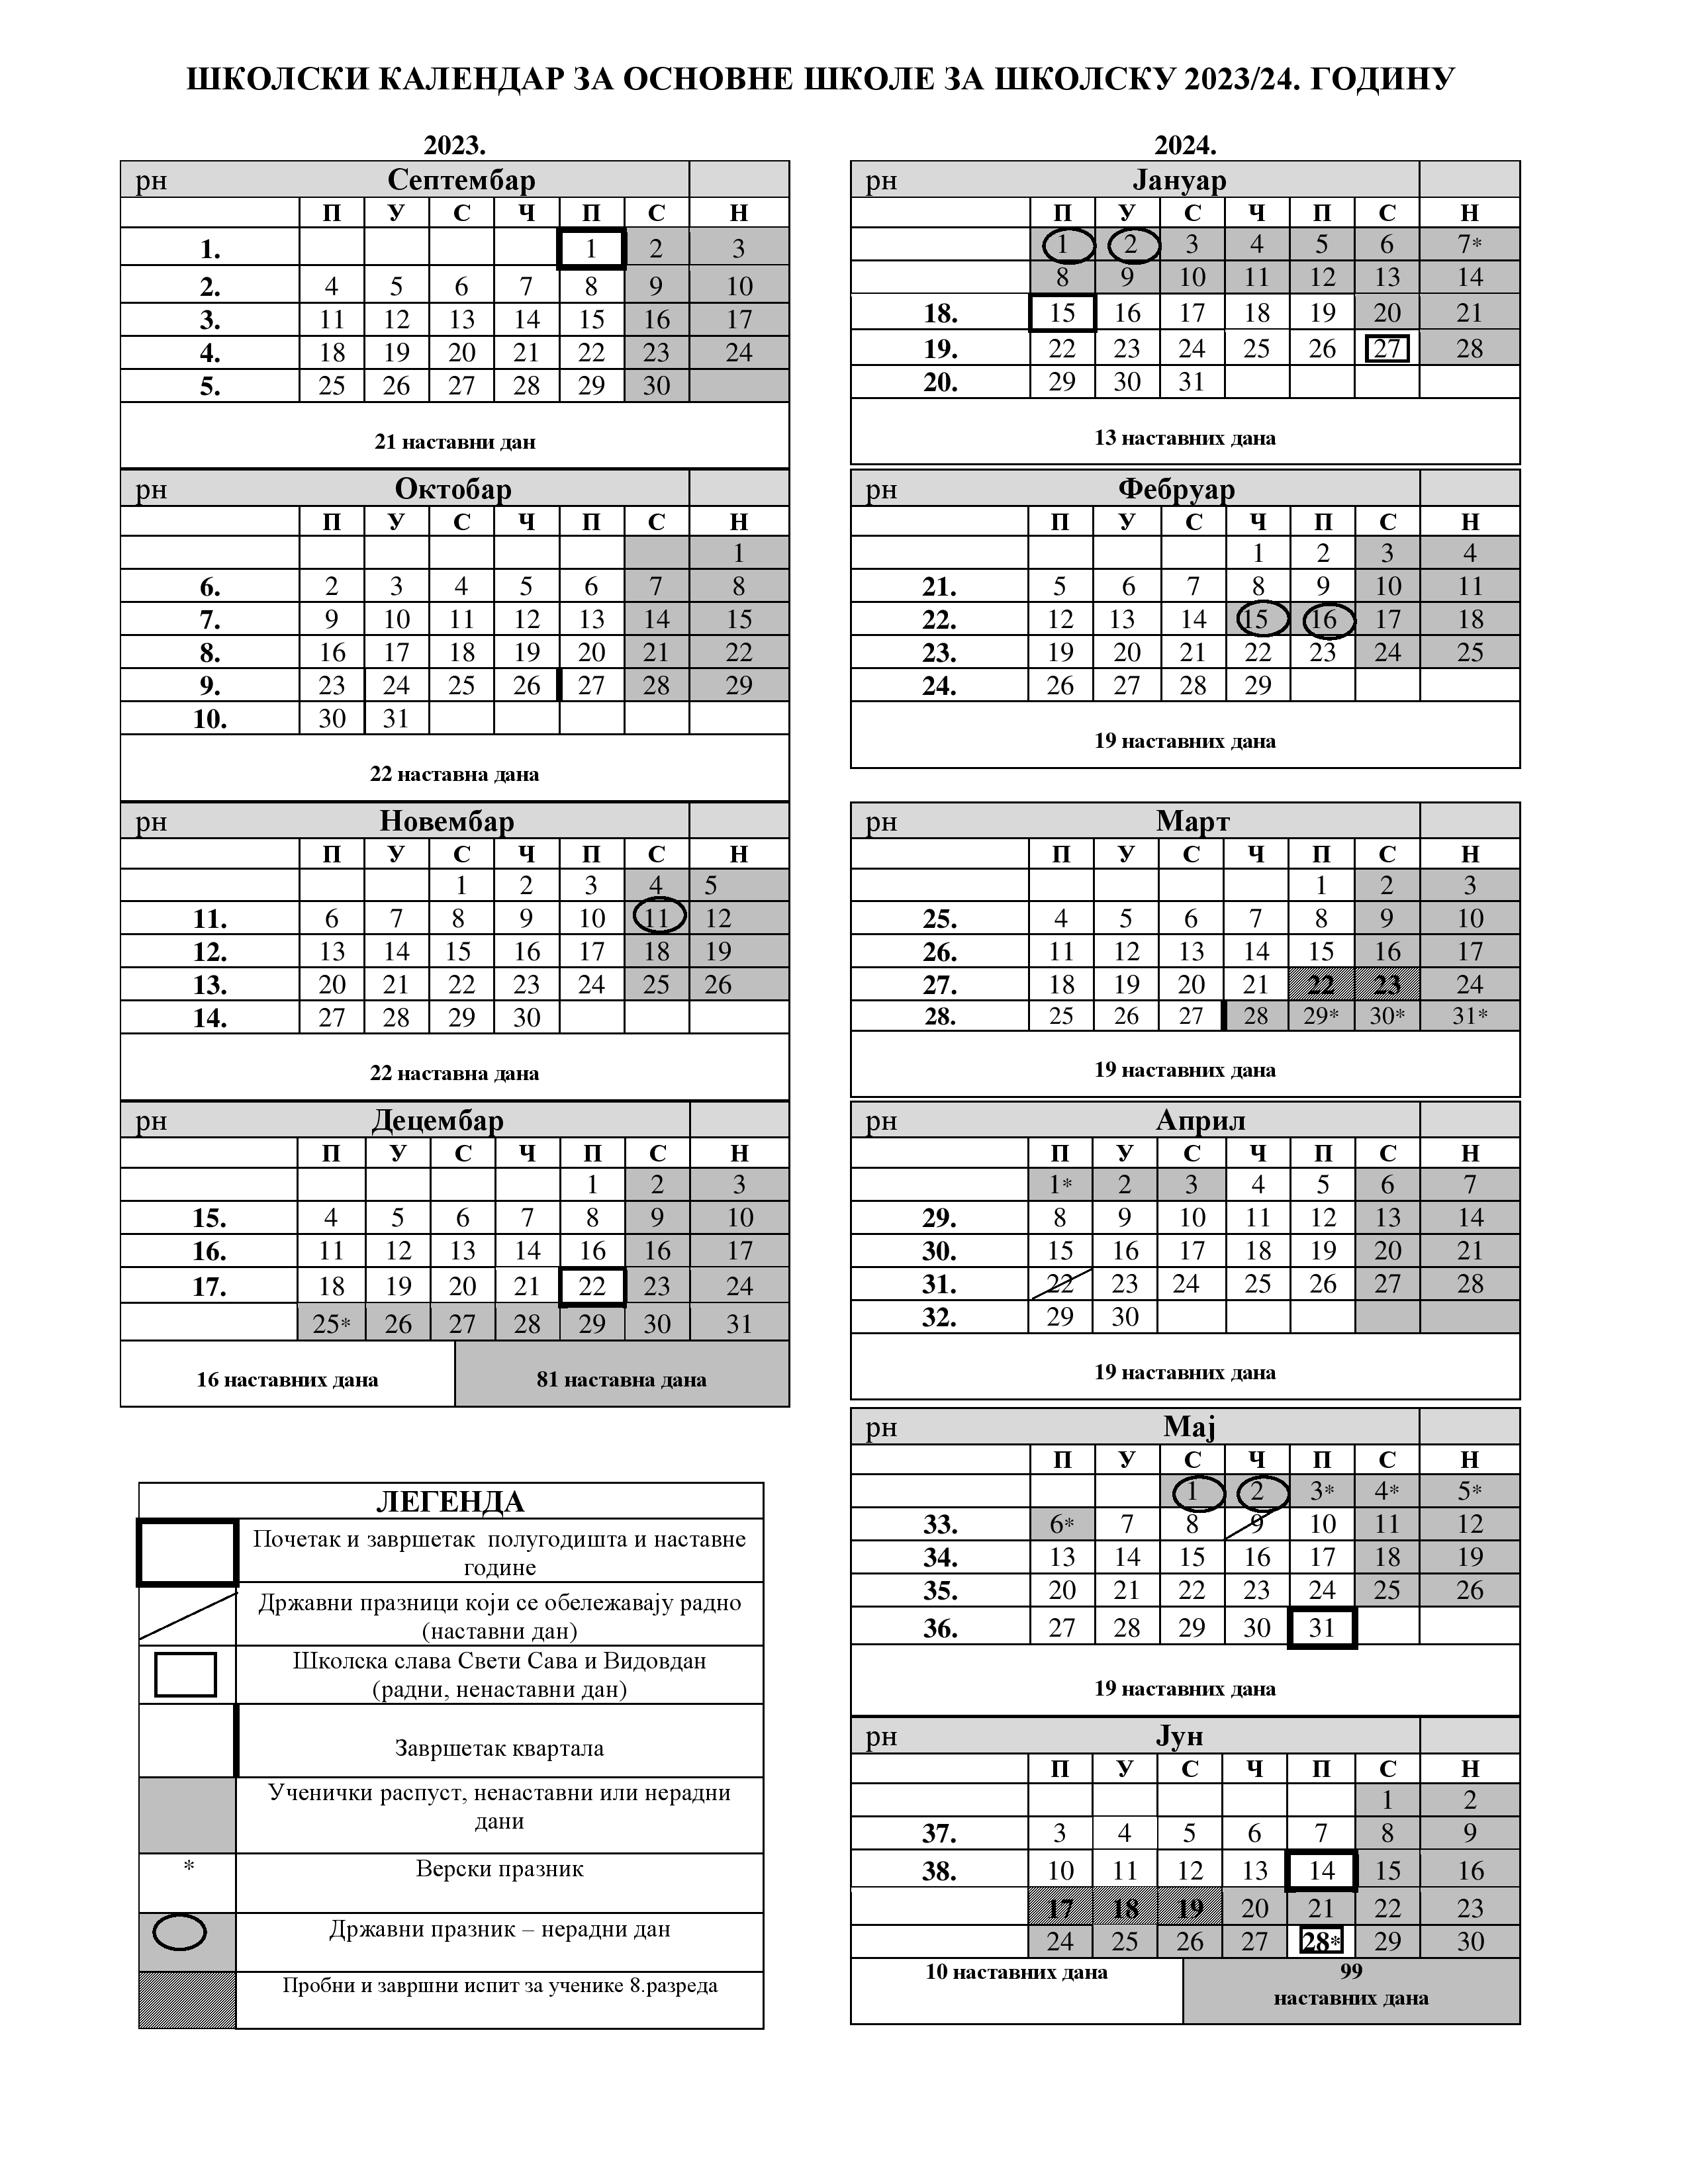 ШКОЛСКИ КАЛЕНДАР ЗА ОСНОВНЕ ШКОЛЕ ЗА ШКОЛСКУ 2023/24. ГОДИНУ
2023.
рн Септембар
П У С Ч П С Н
1. 1 2 3
2. 4 5 6 7 8 9 10
3. 11 12 13 14 15 16 17
4. 18 19 20 21 22 23 24
5. 25 26 27 28 29 30
21 наставни дан
рн Октобар
П У С Ч П С Н
1
6. 2 3 4 5 6 7 8
7. 9 10 11 12 13 14 15
8. 16 17 18 19 20 21 22
9. 23 24 25 26 27 28 29
10. 30 31
22 наставна дана
рн Новембар
П У С Ч П С Н
1 2 3 4 5
11. 6 7 8 9 10 11 12
12. 13 14 15 16 17 18 19
13. 20 21 22 23 24 25 26
14. 27 28 29 30
22 наставна дана
рн Децембар
П У С Ч П С Н
1 2 3
15. 4 5 6 7 8 9 10
16. 11 12 13 14 16 16 17
17. 18 19 20 21 22 23 24
25* 26 27 28 29 30 31
16 наставних дана 81 наставна дана
ЛЕГЕНДА
Почетак и завршетак полугодишта и наставне
године
Државни празници који се обележавају радно
(наставни дан)
Школска слава Свети Сава и Видовдан
(радни, ненаставни дан)
Завршетак квартала
Ученички распуст, ненаставни или нерадни
дани
* Верски празник
Државни празник – нерадни дан
Пробни и завршни испит за ученике 8.разреда
2024.
рн Јануар
П У С Ч П С Н
1 2 3 4 5 6 7*
8 9 10 11 12 13 14
18. 15 16 17 18 19 20 21
19. 22 23 24 25 26 27 28
20. 29 30 31
13 наставних дана
рн Фебруар
П У С Ч П С Н
1 2 3 4
21. 5 6 7 8 9 10 11
22. 12 13 14 15 16 17 18
23. 19 20 21 22 23 24 25
24. 26 27 28 29
19 наставних дана
рн Март
П У С Ч П С Н
1 2 3
25. 4 5 6 7 8 9 10
26. 11 12 13 14 15 16 17
27. 18 19 20 21 22 23 24
28. 25 26 27 28 29* 30* 31*
19 наставних дана
рн Април
П У С Ч П С Н
1* 2 3 4 5 6 7
29. 8 9 10 11 12 13 14
30. 15 16 17 18 19 20 21
31. 22 23 24 25 26 27 28
32. 29 30
19 наставних дана
рн Мај
П У С Ч П С Н
1 2 3* 4* 5*
33. 6* 7 8 9 10 11 12
34. 13 14 15 16 17 18 19
35. 20 21 22 23 24 25 26
36. 27 28 29 30 31
19 наставних дана
рн Јун
П У С Ч П С Н
1 2
37. 3 4 5 6 7 8 9
38. 10 11 12 13 14 15 16
17 18 19 20 21 22 23
24 25 26 27 28* 29 30
10 наставних дана 99
наставних дана